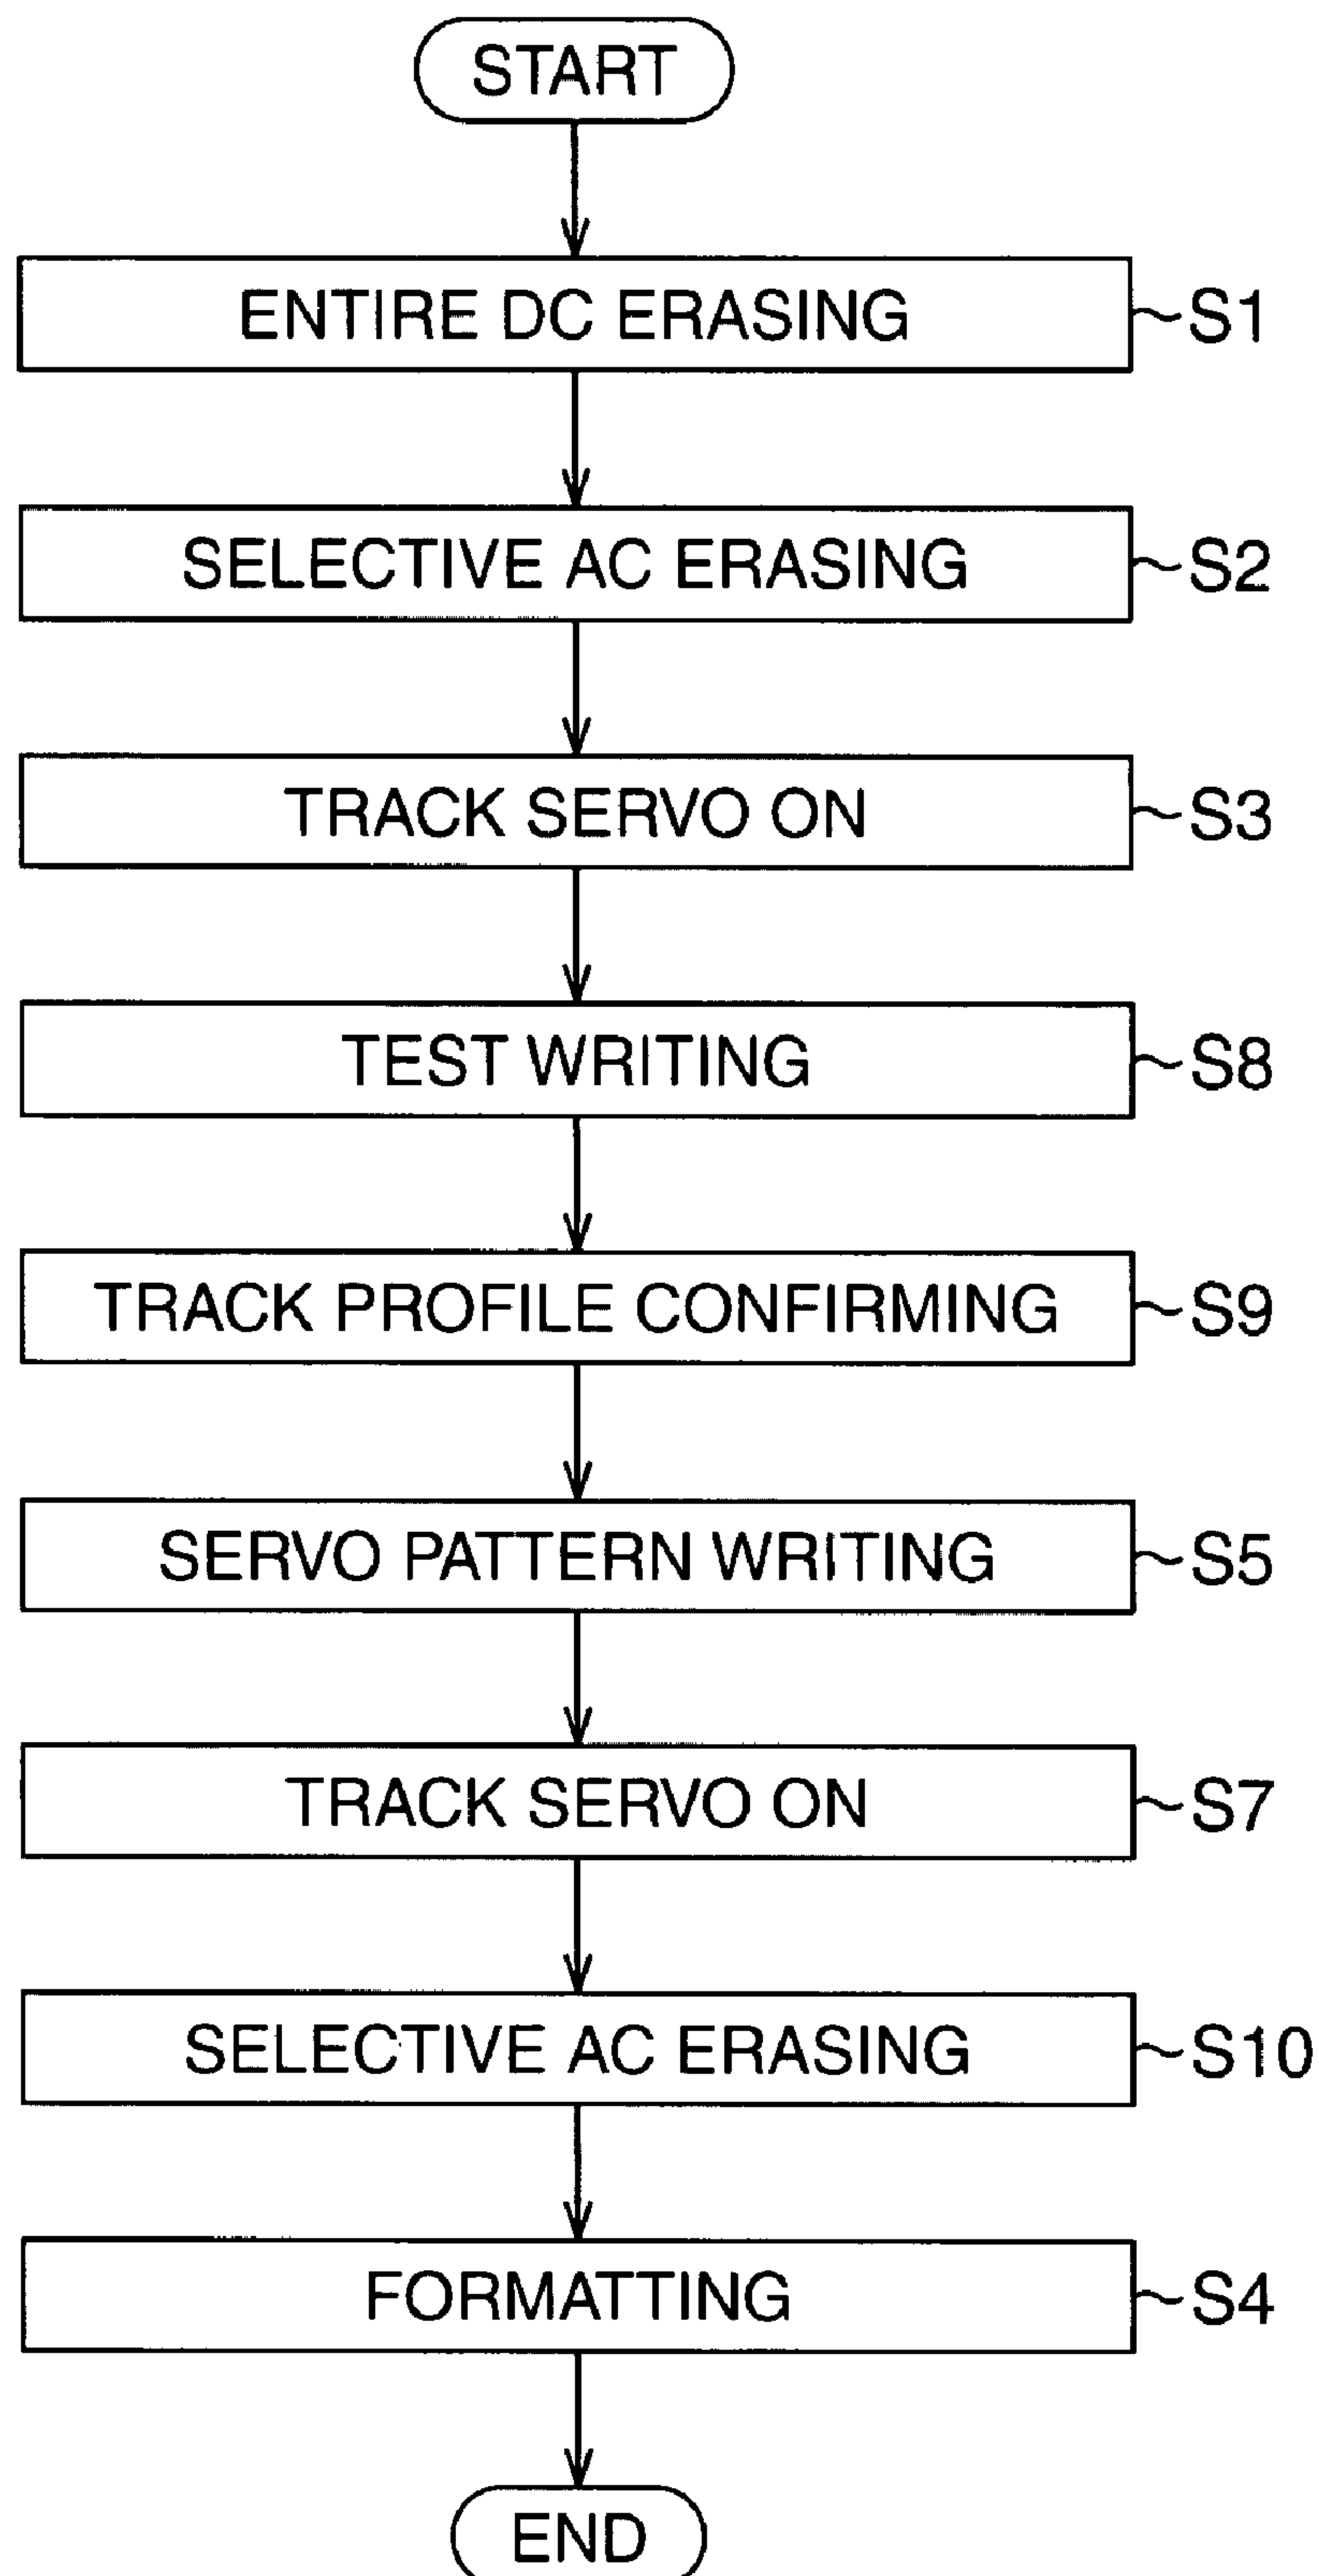 START
ENTIRE DC ERASING ~S1
SELECTIVE AC ERASING ~S2
TRACK SERVO ON ~S3
TEST WRITING ~S8
TRACK PROFILE CONFIRMING ~S9
SERVO PATTERN WRITING ~S5
TRACK SERVO ON ~S7
SELECTIVE AC ERASING ~S10
FORMATTING ~S4
END